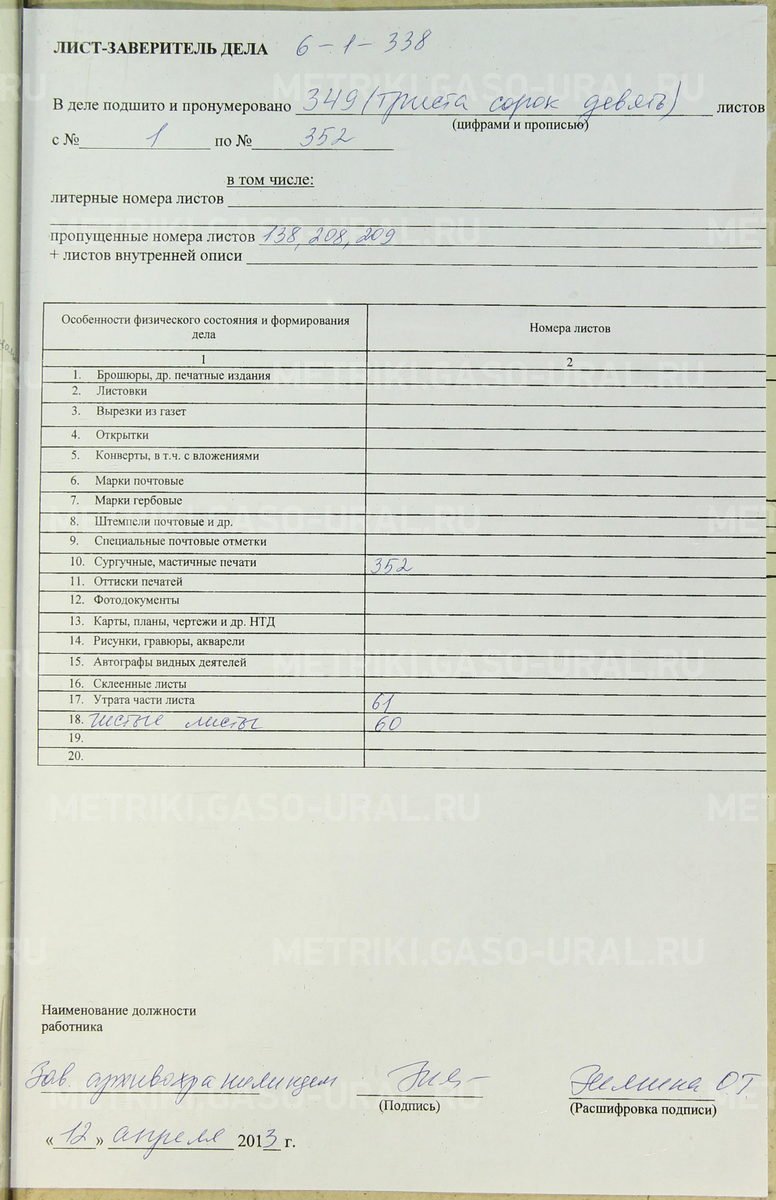 ЛИСТ-ЗАВЕРИТЕЛЬ ДЕЛА 6-1-338
В деле подшито и пронумеровано 349 (триста сорок девять) листов
(цифрами и прописью)
с № 1 по № 352
в том числе:
литерные номера листов
пропущенные номера листов 138, 208, 209
+ листов внутренней описи
Особенности физического состояния и формирования дела Номера листов
1 2
1. Брошюры, др. печатные издания
2. Листовки
3. Вырезки из газет
4. Открытки
5. Конверты, в т.ч. с вложениями
6. Марки почтовые
7. Марки гербовые
8. Штемпели почтовые и др.
9. Специальные почтовые отметки
10. Сургучные, мастичные печати 352
11. Оттиски печатей
12. Фотодокументы
13. Карты, планы, чертежи и др. НТД
14. Рисунки, гравюры, акварели
15. Автографы видных деятелей
16. Склеенные листы
17. Утрата части листа 61
18. чистые листы 60
19.
20.
Наименование должности
работника
Зав. архивохранилищем Зимина ОТ
(Подпись) (Расшифровка подписи)
«12» апреля 2013 г.
METRIKI.GASO-URAL.RU